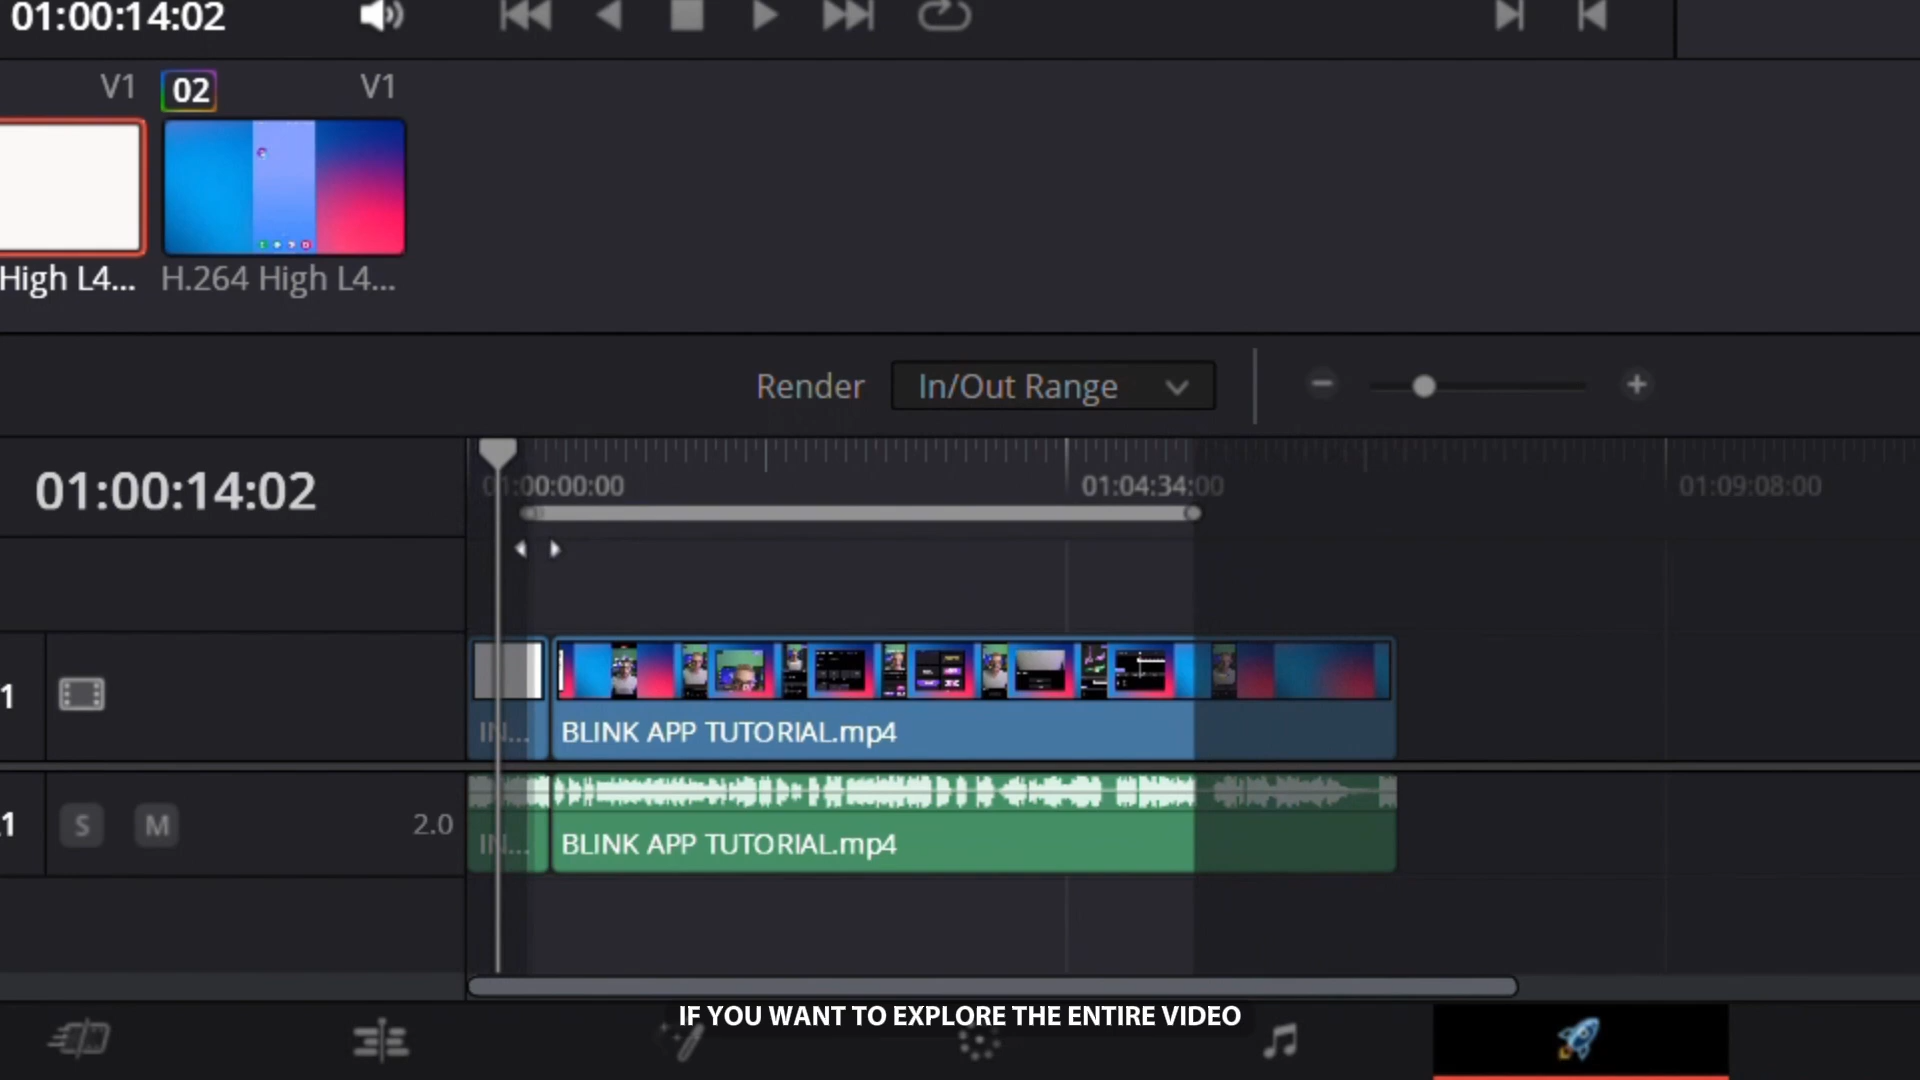 01:00:14:02
V1
02
V1
High L4...
H.264 High L4...
Render
In/Out Range
01:00:14:02
01:00:00:00
01:04:34:00
01:09:08:00
1
IN...
BLINK APP TUTORIAL.mp4
1
S
M
2.0
IN...
BLINK APP TUTORIAL.mp4
IF YOU WANT TO EXPLORE THE ENTIRE VIDEO